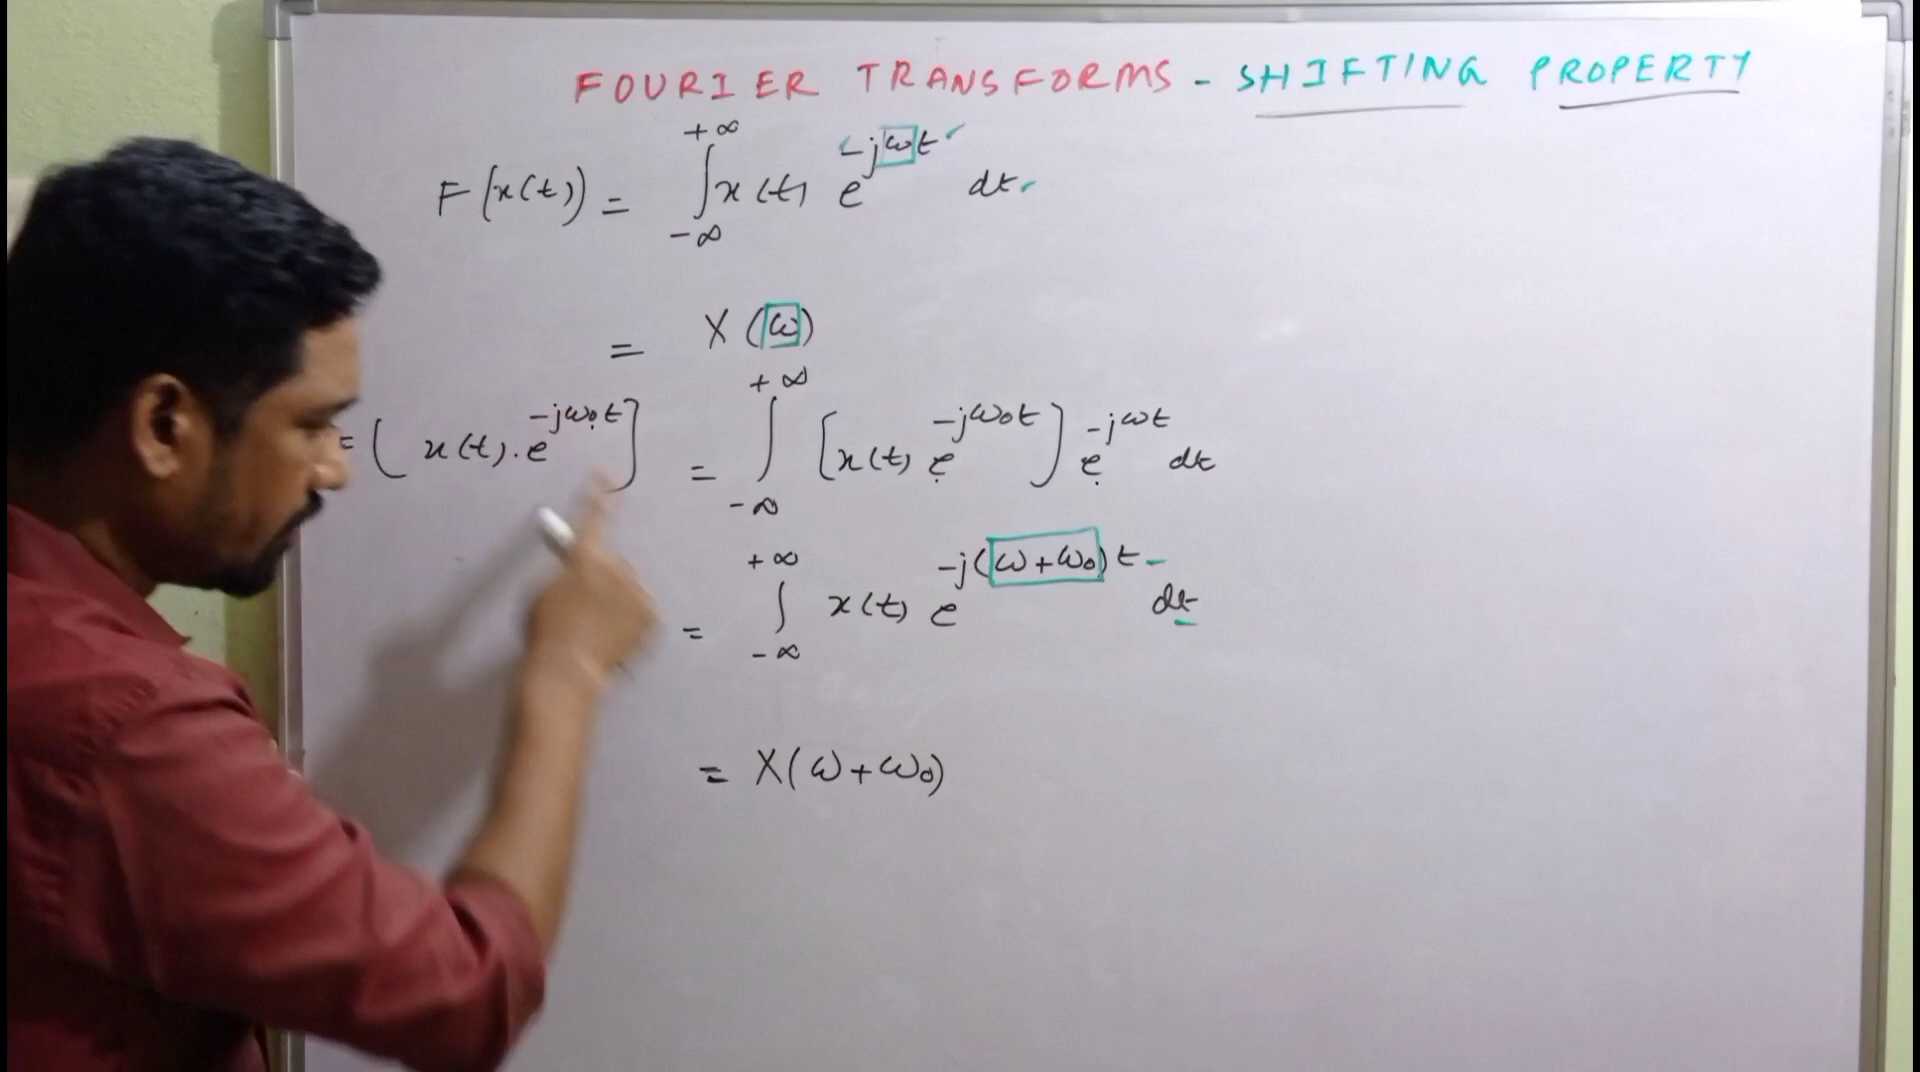 FOURIER TRANSFORMS - SHIFTING PROPERTY
F(x(t)) = ∫_{-∞}^{+∞} x(t) e^{-jωt} dt
= X(ω)
= [x(t).e^{-jω₀t}] = ∫_{-∞}^{+∞} [x(t) e^{-jω₀t}] e^{-jωt} dt
= ∫_{-∞}^{+∞} x(t) e^{-j(ω+ω₀)t} dt
= X(ω+ω₀)